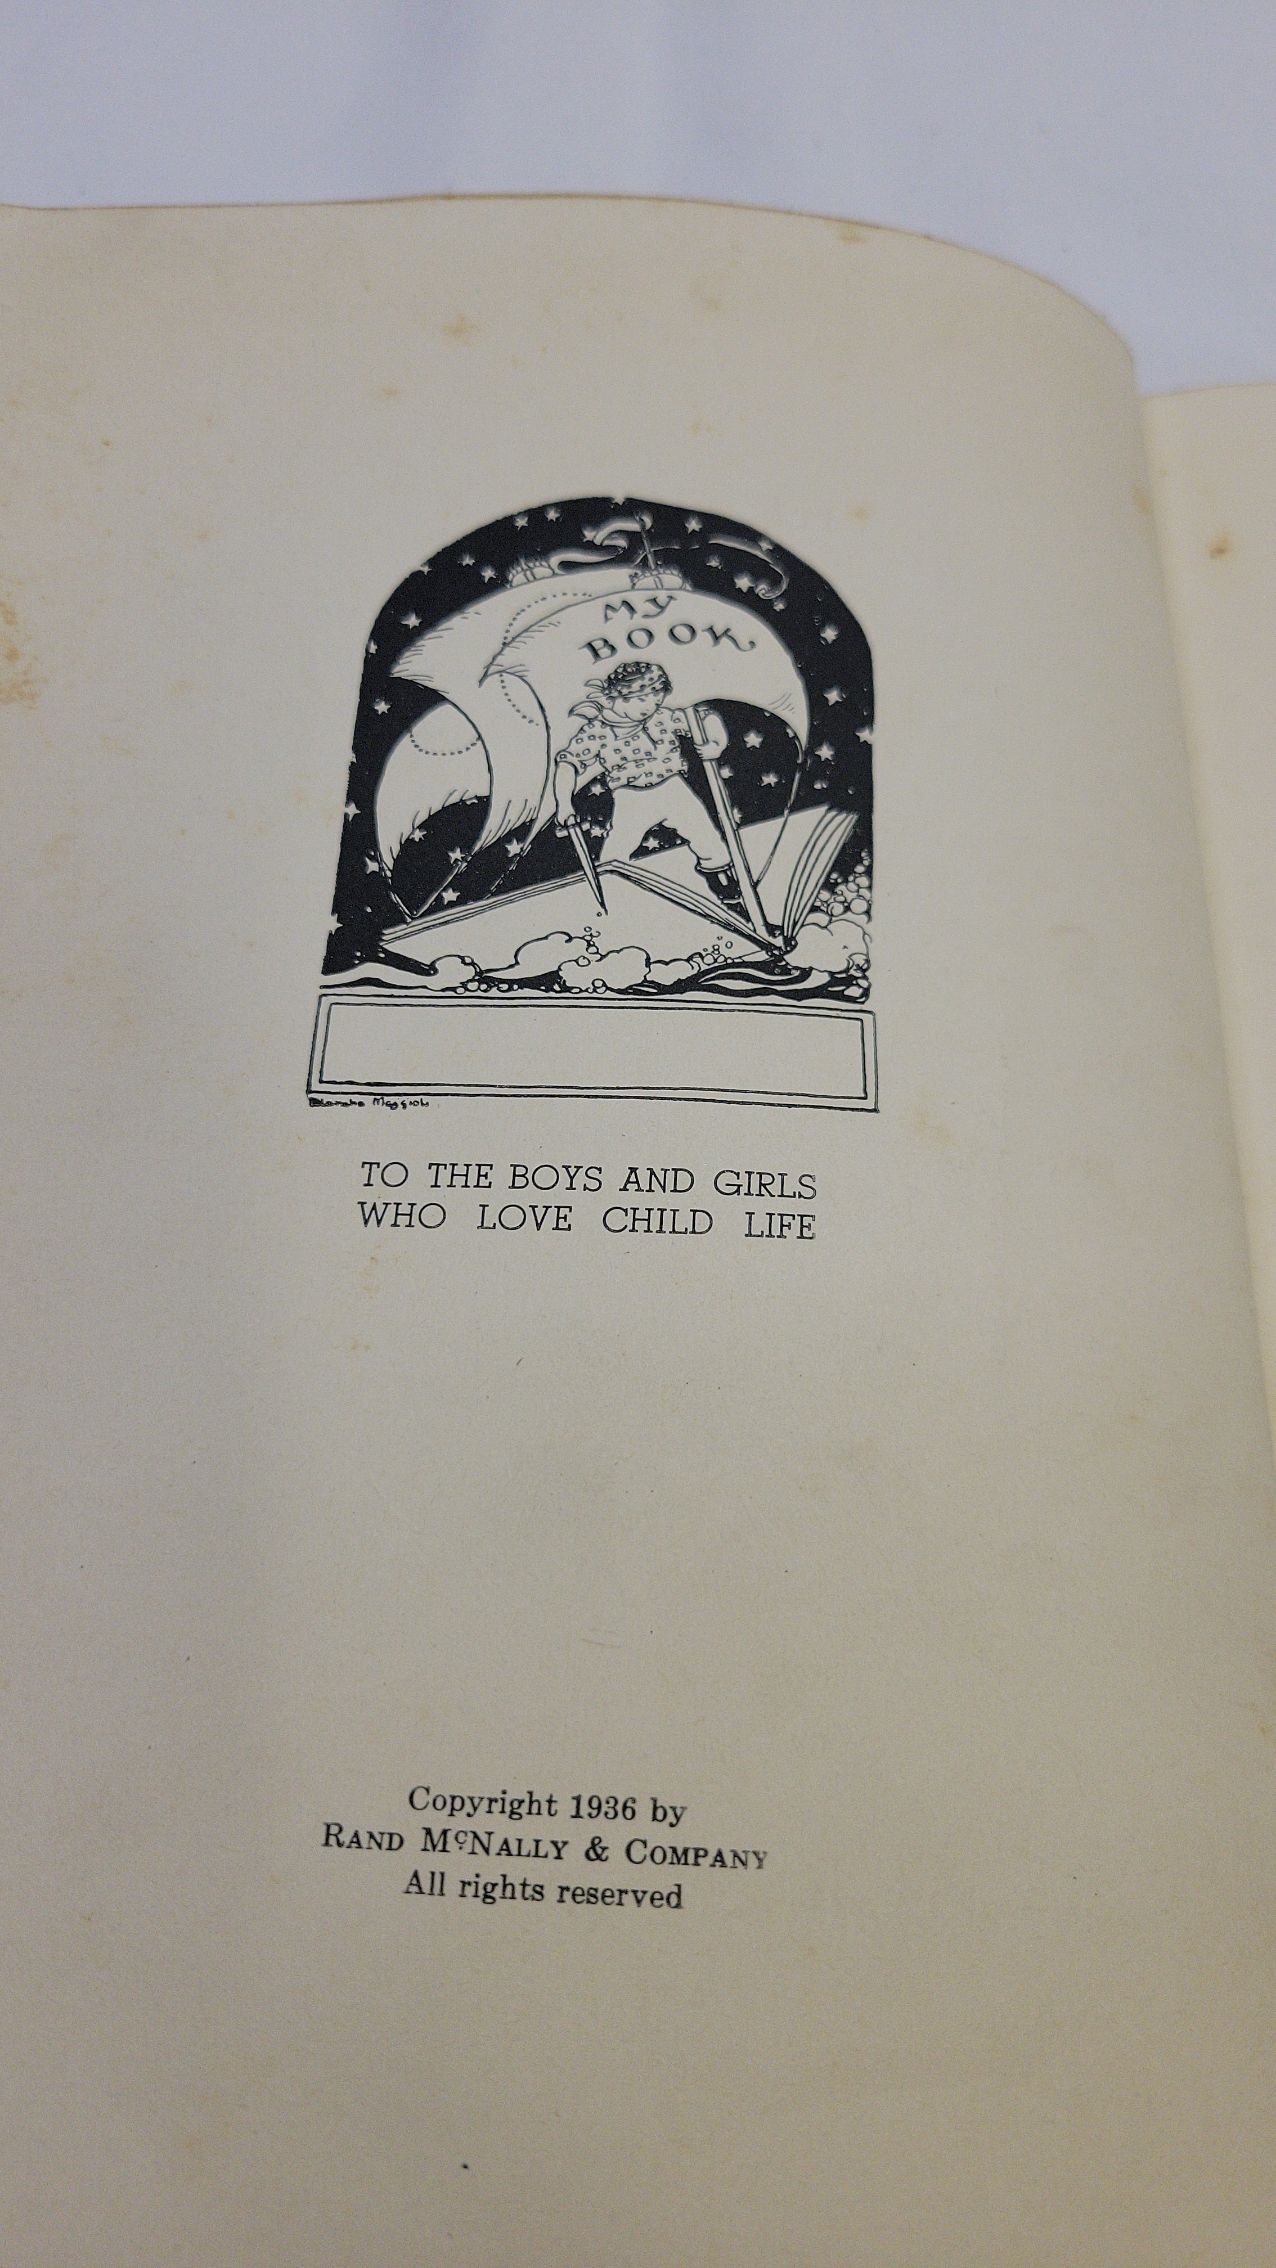 MY
BOOK
TO THE BOYS AND GIRLS
WHO LOVE CHILD LIFE
Copyright 1936 by
RAND McNALLY & COMPANY
All rights reserved